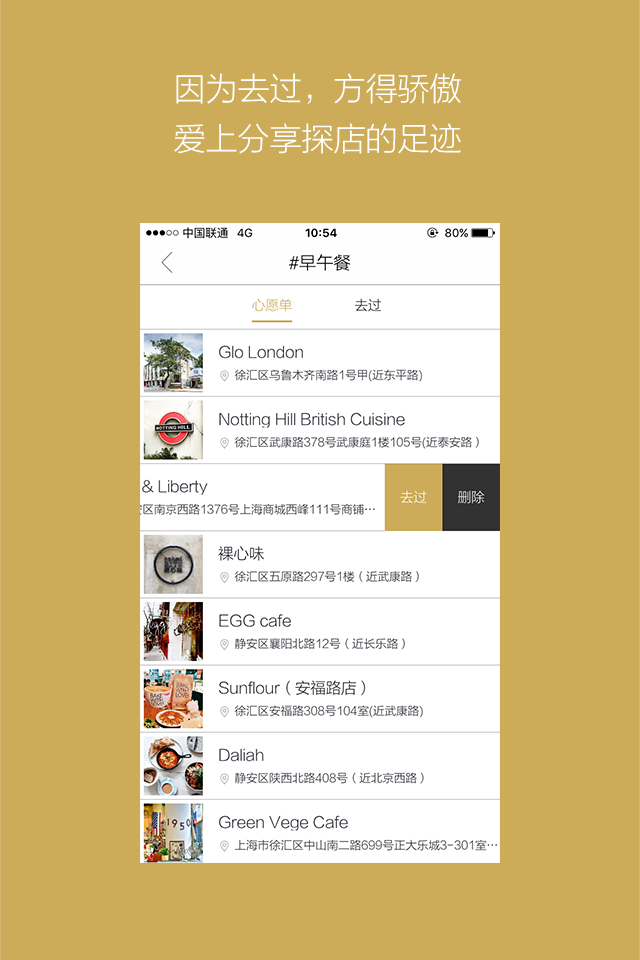 因为去过，方得骄傲
爱上分享探店的足迹
中国联通 4G 10:54 80%
#早午餐
心愿单 去过
Glo London
徐汇区乌鲁木齐南路1号甲(近东平路)
NOTTING HILL
Notting Hill British Cuisine
徐汇区武康路378号武康庭1楼105号(近泰安路)
& Liberty
安区南京西路1376号上海商城西峰111号商铺…
去过 删除
裸心味
徐汇区五原路297号1楼（近武康路）
egg
EGG cafe
静安区襄阳北路12号（近长乐路）
Sunflour（安福路店）
徐汇区安福路308号104室(近武康路)
Daliah
静安区陕西北路408号（近北京西路）
1950
Green Vege Cafe
上海市徐汇区中山南二路699号正大乐城3-301室…